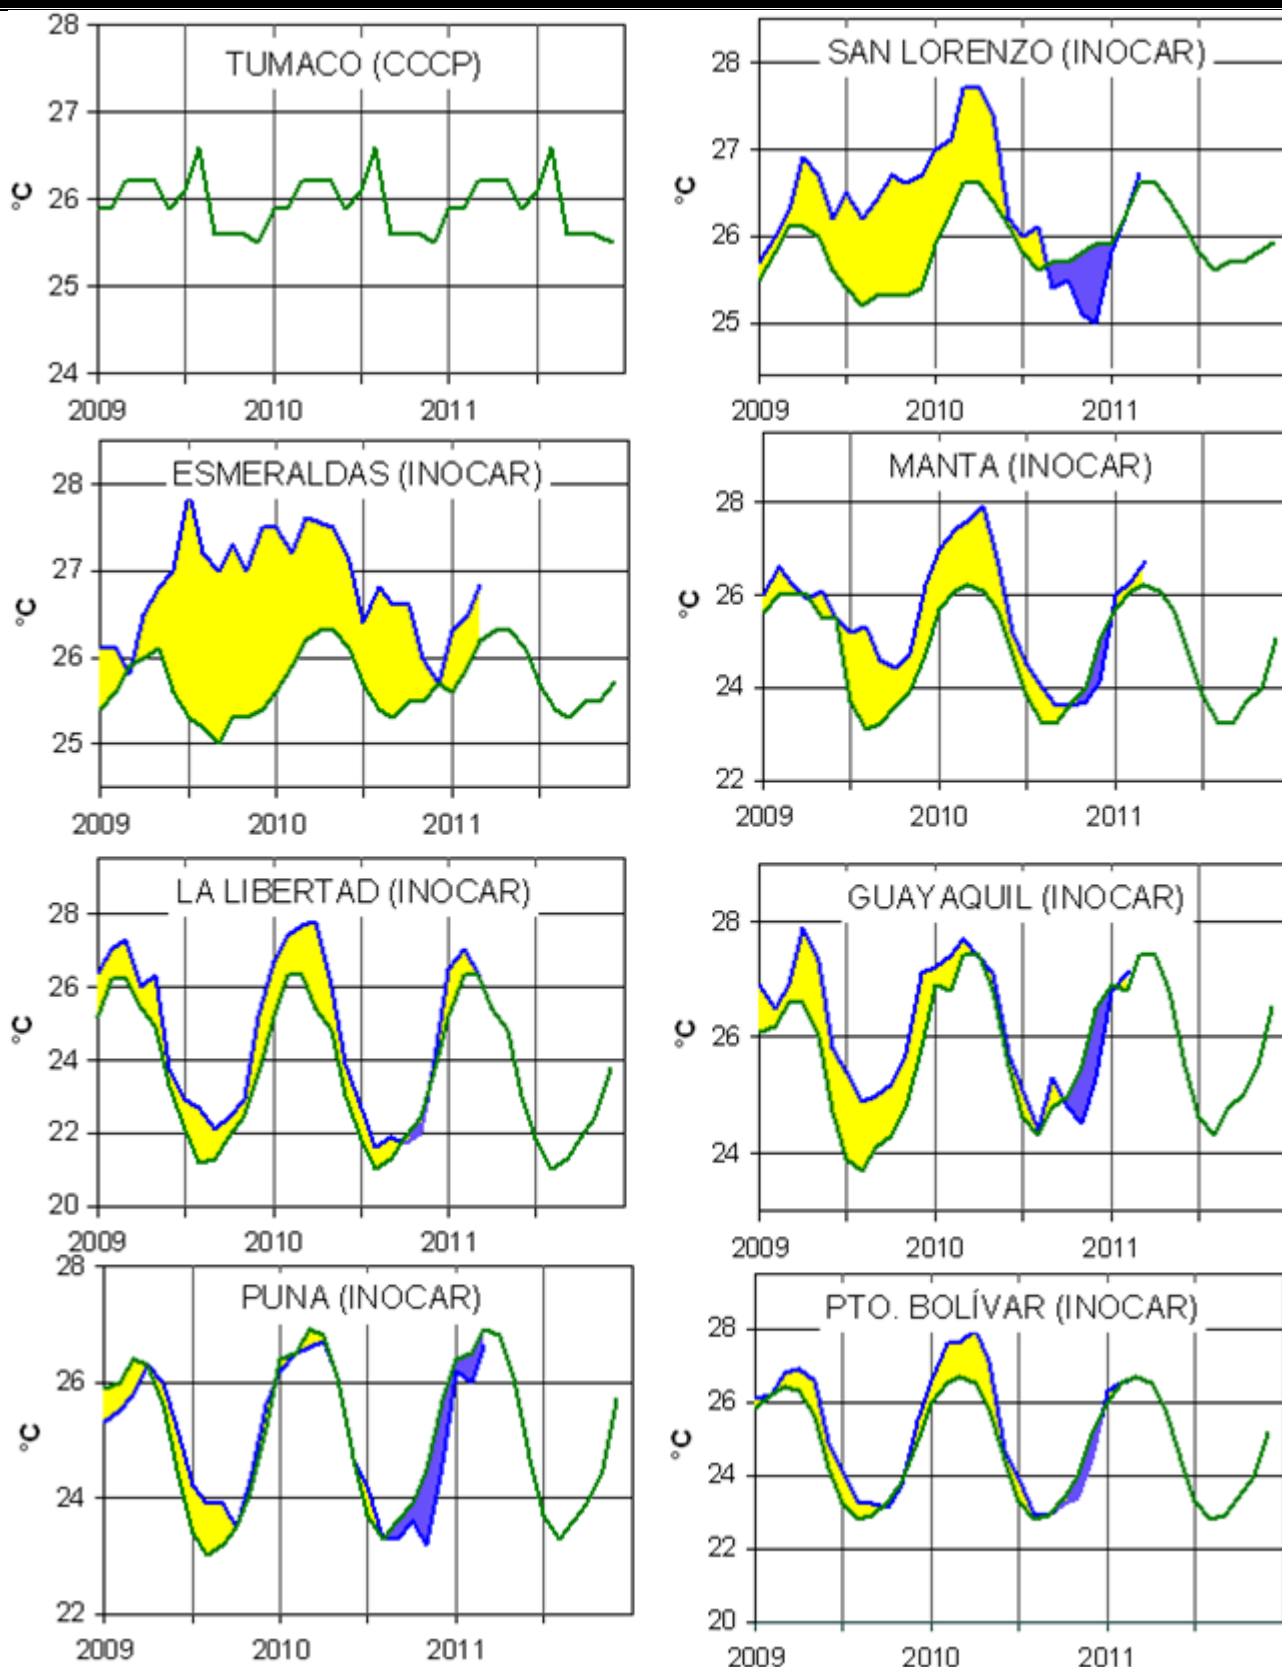 28
TUMACO (CCCP)
27
26
°C
25
24
2009 2010 2011
28
SAN LORENZO (INOCAR)
27
°C
26
25
2009 2010 2011
28
ESMERALDAS (INOCAR)
27
°C
26
25
2009 2010 2011
MANTA (INOCAR)
28
26
°C
24
22
2009 2010 2011
LA LIBERTAD (INOCAR)
28
26
°C
24
22
20
2009 2010 2011
GUAYAQUIL (INOCAR)
28
26
°C
24
2009 2010 2011
28
PUNA (INOCAR)
26
°C
24
22
2009 2010 2011
PTO. BOLÍVAR (INOCAR)
28
26
°C
24
22
20
2009 2010 2011